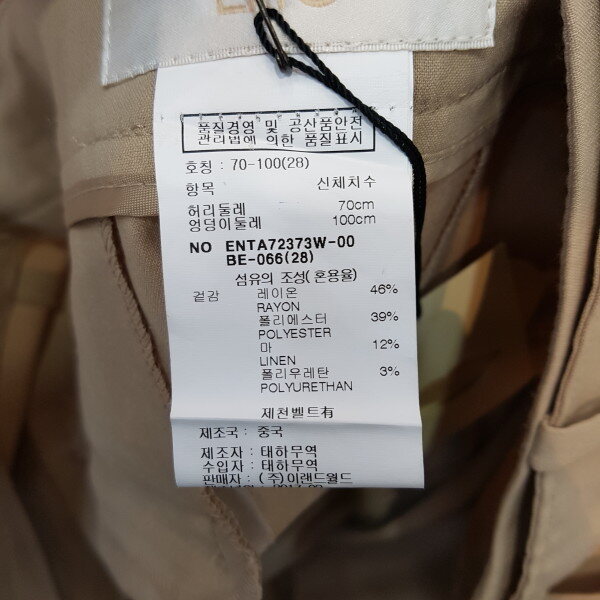 품질경영 및 공산품안전
관리법에 의한 품질표시
호칭 : 70-100(28)
항목 신체치수
허리둘레 70cm
엉덩이둘레 100cm
NO ENTA72373W-00
BE-066(28)
섬유의 조성(혼용율)
겉감 레이온 46%
RAYON
폴리에스터 39%
POLYESTER
마 12%
LINEN
폴리우레탄 3%
POLYURETHAN
제천벨트有
제조국 : 중국
제조자 : 태하무역
수입자 : 태하무역
판매자 : (주)이랜드월드